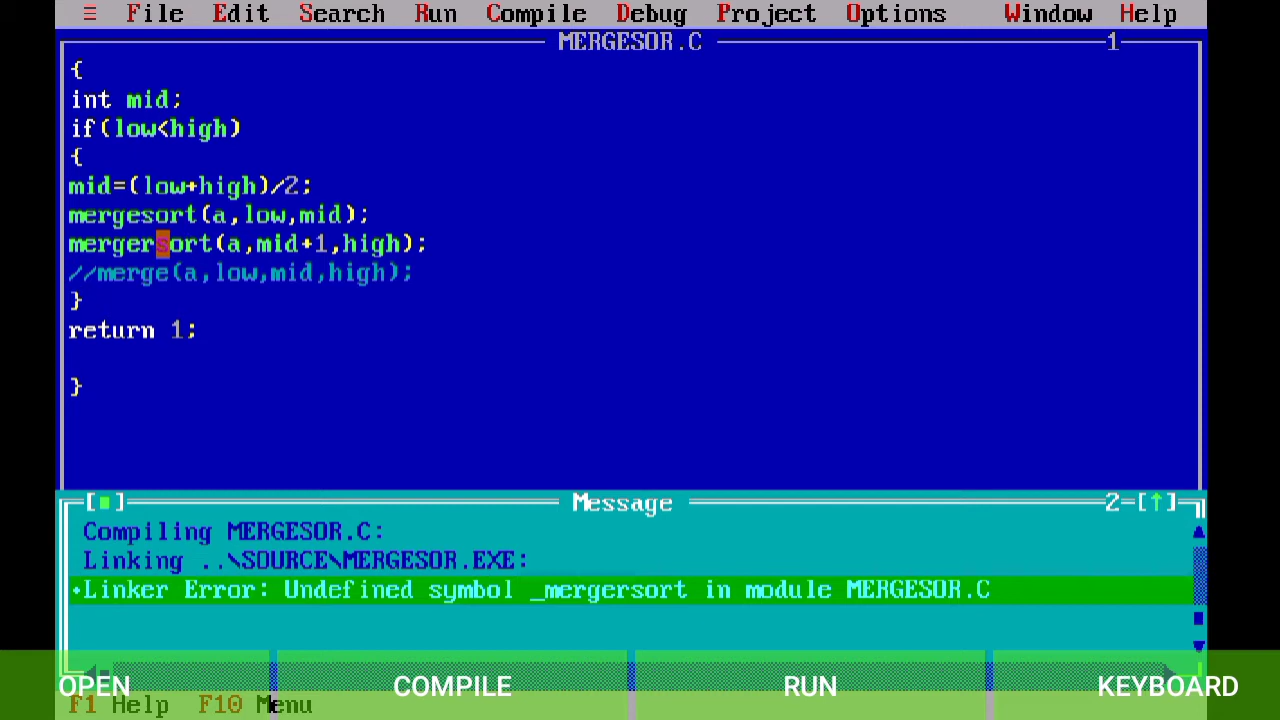 ≡ File Edit Search Run Compile Debug Project Options Window Help
MERGESOR.C 1
{
int mid;
if(low<high)
{
mid=(low+high)/2;
mergesort(a,low,mid);
mergersort(a,mid+1,high);
//merge(a,low,mid,high);
}
return 1;
}
[■] Message 2=[↑]
Compiling MERGESOR.C:
Linking ..\SOURCE\MERGESOR.EXE:
•Linker Error: Undefined symbol _mergersort in module MERGESOR.C
OPEN COMPILE RUN KEYBOARD
F1 Help F10 Menu